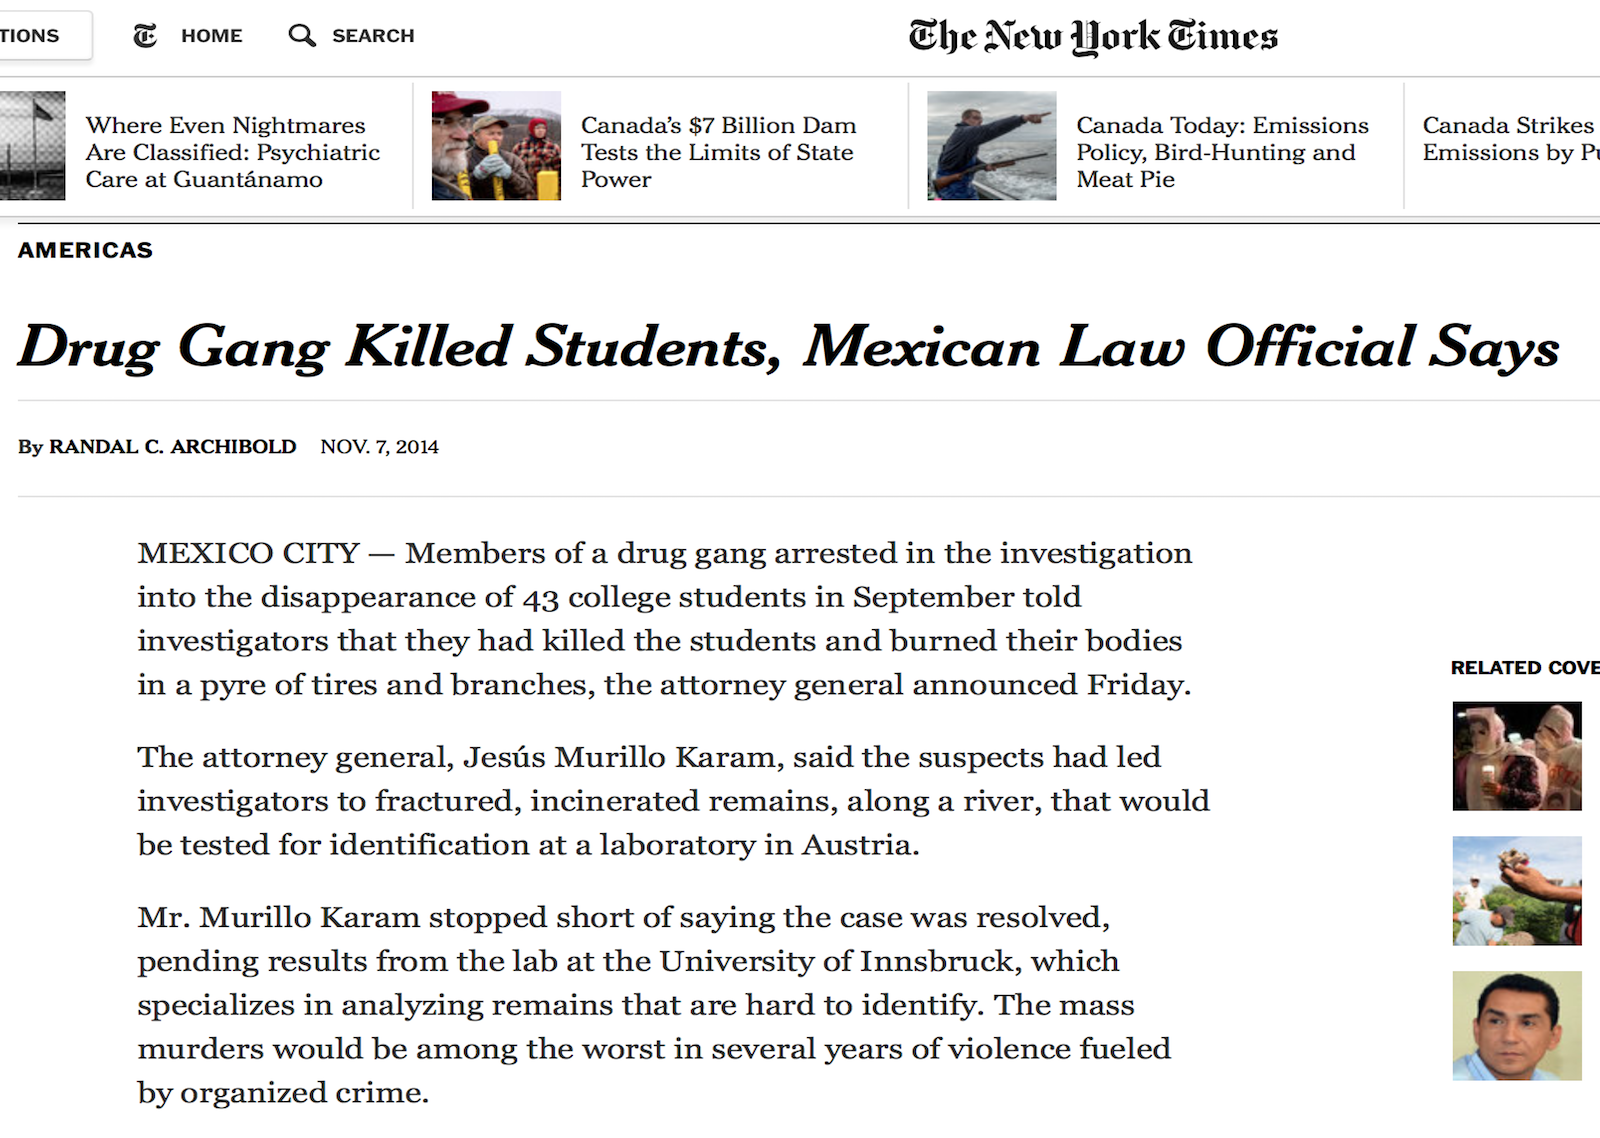 TIONS
HOME
SEARCH
The New York Times
Where Even Nightmares
Are Classified: Psychiatric
Care at Guantánamo
Canada's $7 Billion Dam
Tests the Limits of State
Power
Canada Today: Emissions
Policy, Bird-Hunting and
Meat Pie
Canada Strikes
Emissions by Pu
AMERICAS
Drug Gang Killed Students, Mexican Law Official Says
By RANDAL C. ARCHIBOLD NOV. 7, 2014
MEXICO CITY — Members of a drug gang arrested in the investigation
into the disappearance of 43 college students in September told
investigators that they had killed the students and burned their bodies
in a pyre of tires and branches, the attorney general announced Friday.
The attorney general, Jesús Murillo Karam, said the suspects had led
investigators to fractured, incinerated remains, along a river, that would
be tested for identification at a laboratory in Austria.
Mr. Murillo Karam stopped short of saying the case was resolved,
pending results from the lab at the University of Innsbruck, which
specializes in analyzing remains that are hard to identify. The mass
murders would be among the worst in several years of violence fueled
by organized crime.
RELATED COVE